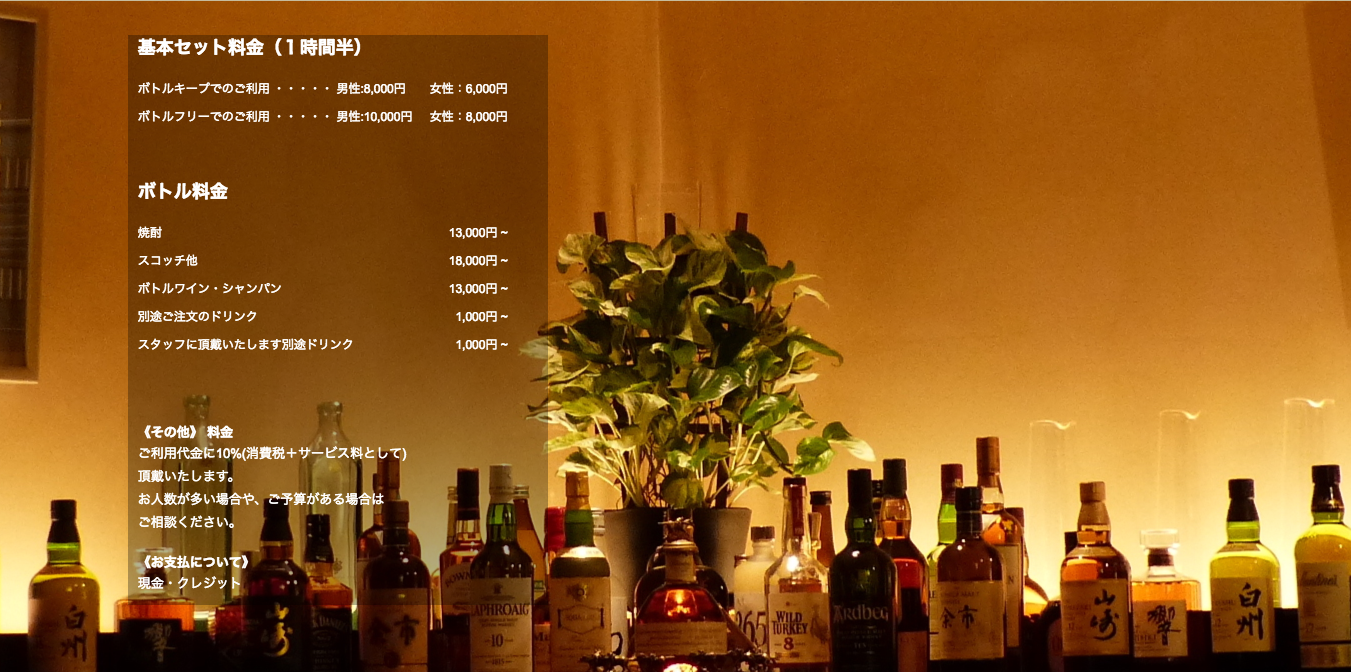 基本セット料金（１時間半）
ボトルキープでのご利用 ・・・・・ 男性:8,000円 女性：6,000円
ボトルフリーでのご利用 ・・・・・ 男性:10,000円 女性：8,000円
ボトル料金
焼酎 13,000円 ~
スコッチ他 18,000円 ~
ボトルワイン・シャンパン 13,000円 ~
別途ご注文のドリンク 1,000円 ~
スタッフに頂戴いたします別途ドリンク 1,000円 ~
《その他》 料金
ご利用代金に10%(消費税＋サービス料として)
頂戴いたします。
お人数が多い場合や、ご予算がある場合は
ご相談ください。
《お支払について》
現金・クレジット
白州
響
山崎
余市
LAPHROAIG
10
365
WILD
TURKEY
8
ARDBEG
余市
山崎
響
白州